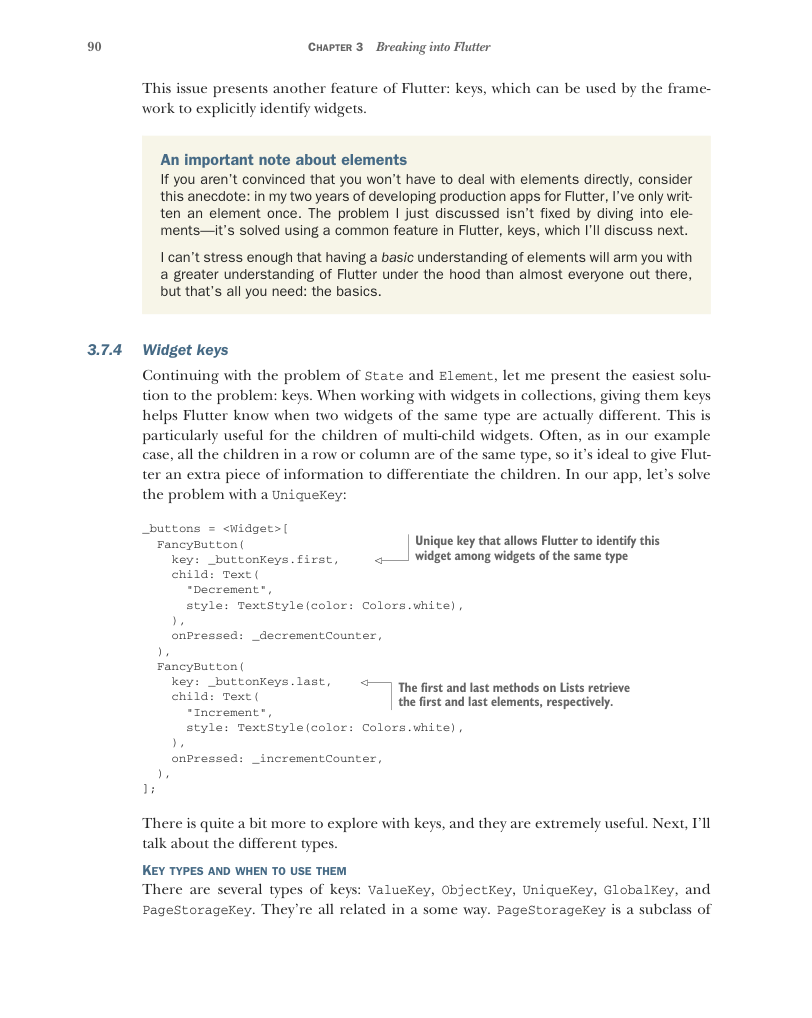 90
CHAPTER 3 Breaking into Flutter
This issue presents another feature of Flutter: keys, which can be used by the frame-
work to explicitly identify widgets.
An important note about elements
If you aren't convinced that you won't have to deal with elements directly, consider
this anecdote: in my two years of developing production apps for Flutter, I've only writ-
ten an element once. The problem I just discussed isn't fixed by diving into ele-
ments—it's solved using a common feature in Flutter, keys, which I'll discuss next.
I can't stress enough that having a basic understanding of elements will arm you with
a greater understanding of Flutter under the hood than almost everyone out there,
but that's all you need: the basics.
3.7.4 Widget keys
Continuing with the problem of State and Element, let me present the easiest solu-
tion to the problem: keys. When working with widgets in collections, giving them keys
helps Flutter know when two widgets of the same type are actually different. This is
particularly useful for the children of multi-child widgets. Often, as in our example
case, all the children in a row or column are of the same type, so it's ideal to give Flut-
ter an extra piece of information to differentiate the children. In our app, let's solve
the problem with a UniqueKey:
_buttons = <Widget>[
  FancyButton(
    key: _buttonKeys.first,
    child: Text(
      "Decrement",
      style: TextStyle(color: Colors.white),
    ),
    onPressed: _decrementCounter,
  ),
  FancyButton(
    key: _buttonKeys.last,
    child: Text(
      "Increment",
      style: TextStyle(color: Colors.white),
    ),
    onPressed: _incrementCounter,
  ),
];
Unique key that allows Flutter to identify this
widget among widgets of the same type
The first and last methods on Lists retrieve
the first and last elements, respectively.
There is quite a bit more to explore with keys, and they are extremely useful. Next, I'll
talk about the different types.
KEY TYPES AND WHEN TO USE THEM
There are several types of keys: ValueKey, ObjectKey, UniqueKey, GlobalKey, and
PageStorageKey. They're all related in a some way. PageStorageKey is a subclass of